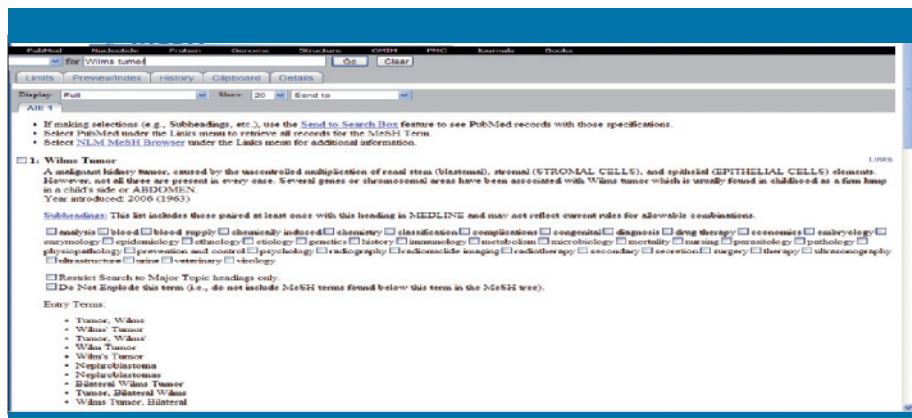 PubMed Nucleotide Protein Genome Structure OMIM PMC Journals Books
for Wilms tumor Go Clear
Limits Preview/Index History Clipboard Details
Display Full Show 20 Send to
All: 1
• If making selections (e.g., Subheadings, etc.), use the Send to Search Box feature to see PubMed records with those specifications.
• Select PubMed under the Links menu to retrieve all records for the MeSH Term.
• Select NLM MeSH Browser under the Links menu for additional information.
1: Wilms Tumor Links
A malignant kidney tumor, caused by the uncontrolled multiplication of renal stem (blastemal), stromal (STROMAL CELLS), and epithelial (EPITHELIAL CELLS) elements.
However, not all three are present in every case. Several genes or chromosomal areas have been associated with Wilms tumor which is usually found in childhood as a firm lump
in a child's side or ABDOMEN.
Year introduced: 2006 (1963)
Subheadings: This list includes those paired at least once with this heading in MEDLINE and may not reflect current rules for allowable combinations.
analysis blood blood supply chemically induced chemistry classification complications congenital diagnosis drug therapy economics embryology
enzymology epidemiology ethnology etiology genetics history immunology metabolism microbiology mortality nursing parasitology pathology
physiopathology prevention and control psychology radiography radionuclide imaging radiotherapy secondary secretion surgery therapy ultrasonography
ultrastructure urine veterinary virology
Restrict Search to Major Topic headings only.
Do Not Explode this term (i.e., do not include MeSH terms found below this term in the MeSH tree).
Entry Terms:
• Tumor, Wilms
• Wilms' Tumor
• Tumor, Wilms'
• Wilm Tumor
• Wilm's Tumor
• Nephroblastoma
• Nephroblastomas
• Bilateral Wilms Tumor
• Tumor, Bilateral Wilms
• Wilms Tumor, Bilateral